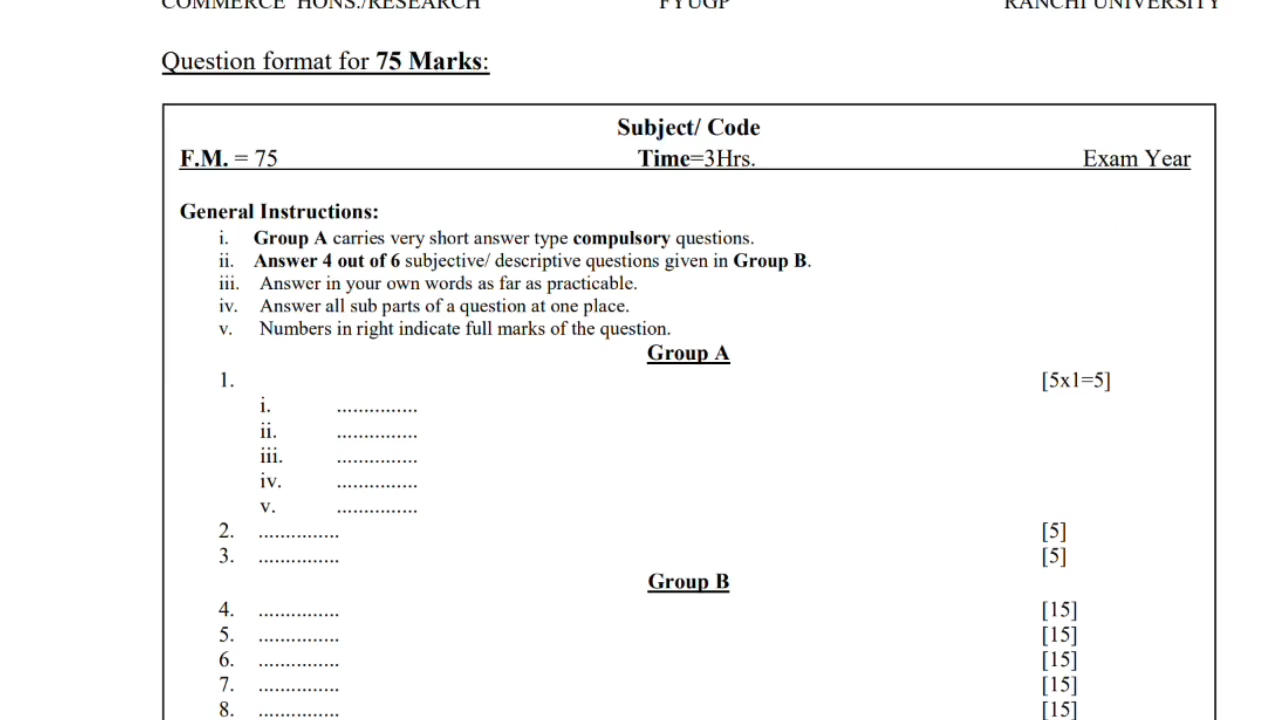 COMMERCE HONS./RESEARCH FYUGP RANCHI UNIVERSITY
Question format for 75 Marks:
Subject/ Code
F.M. = 75 Time=3Hrs. Exam Year
General Instructions:
i. Group A carries very short answer type compulsory questions.
ii. Answer 4 out of 6 subjective/ descriptive questions given in Group B.
iii. Answer in your own words as far as practicable.
iv. Answer all sub parts of a question at one place.
v. Numbers in right indicate full marks of the question.
Group A
1. [5x1=5]
i. ...............
ii. ...............
iii. ...............
iv. ...............
v. ...............
2. ............... [5]
3. ............... [5]
Group B
4. ............... [15]
5. ............... [15]
6. ............... [15]
7. ............... [15]
8. ............... [15]